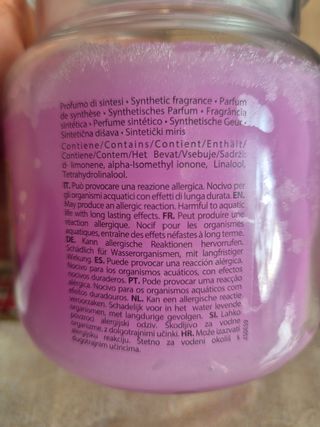 Profumo di sintesi - Synthetic fragrance - Parfum
de synthèse - Synthetisches Parfum - Fragrância
sintética - Perfume sintético - Synthetische Geur -
Sintetična dišava - Sintetički miris
Contiene/Contains/Contient/Enthält/
Contiene/Contem/Het Bevat/Vsebuje/Sadrži:
d- limonene, alpha-Isomethyl ionone, Linalool,
Tetrahydrolinalool.
IT. Può provocare una reazione allergica. Nocivo per
gli organismi acquatici con effetti di lunga durata. EN.
May produce an allergic reaction. Harmful to aquatic
life with long lasting effects. FR. Peut produire une
réaction allergique. Nocif pour les organismes
aquatiques, entraîne des effets néfastes à long terme.
DE. Kann allergische Reaktionen hervorrufen.
Schädlich für Wasserorganismen, mit langfristiger
Wirkung. ES. Puede provocar una reacción alérgica.
Nocivo para los organismos acuáticos, con efectos
nocivos duraderos. PT. Pode provocar uma reacção
alérgica. Nocivo para os organismos aquáticos com
efeitos duradouros. NL. Kan een allergische reactie
veroorzaken. Schadelijk voor in het water levende
organismen, met langdurige gevolgen. SI. Lahko
povzroči alergijski odziv. Škodljivo za vodne
organizme, z dolgotrajnimi učinki. HR. Može izazvati
alergijsku reakciju. Štetno za vodeni okoliš s
dugotrajnim učincima.